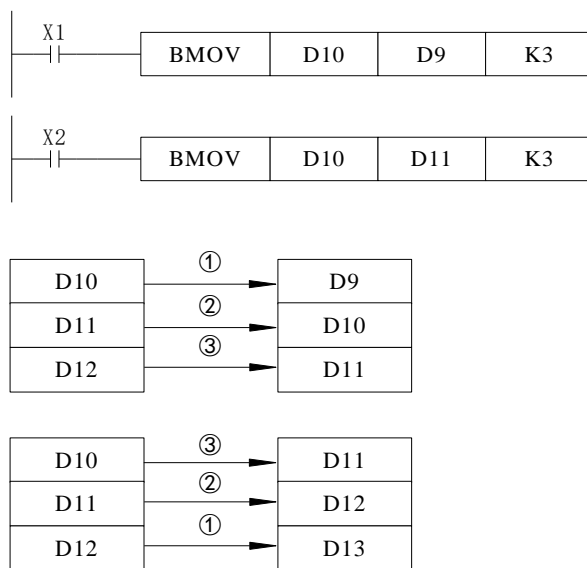 X1
BMOV D10 D9 K3
X2
BMOV D10 D11 K3
D10 ① D9
D11 ② D10
D12 ③ D11
D10 ③ D11
D11 ② D12
D12 ① D13